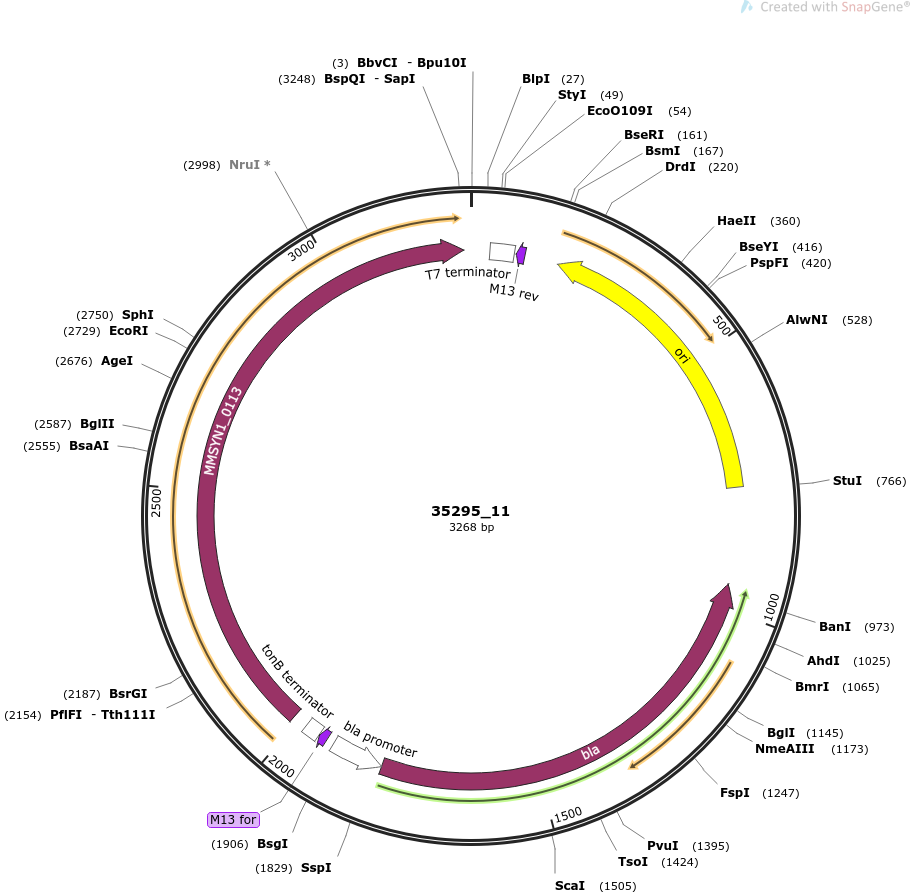 Created with SnapGene®
(3) BbvCI - Bpu10I
(3248) BspQI - SapI
BlpI (27)
StyI (49)
EcoO109I (54)
BseRI (161)
BsmI (167)
DrdI (220)
(2998) NruI *
HaeII (360)
BseYI (416)
PspFI (420)
3000
T7 terminator
M13 rev
(2750) SphI
(2729) EcoRI
500
AlwNI (528)
ori
(2676) AgeI
MMSYN1_0113
(2587) BglII
(2555) BsaAI
StuI (766)
2500
35295_11
3268 bp
1000
BanI (973)
AhdI (1025)
BmrI (1065)
(2187) BsrGI
(2154) PflFI - Tth111I
tonB terminator
bla promoter
bla
BglI (1145)
NmeAIII (1173)
2000
FspI (1247)
M13 for
1500
(1906) BsgI
PvuI (1395)
TsoI (1424)
(1829) SspI
ScaI (1505)